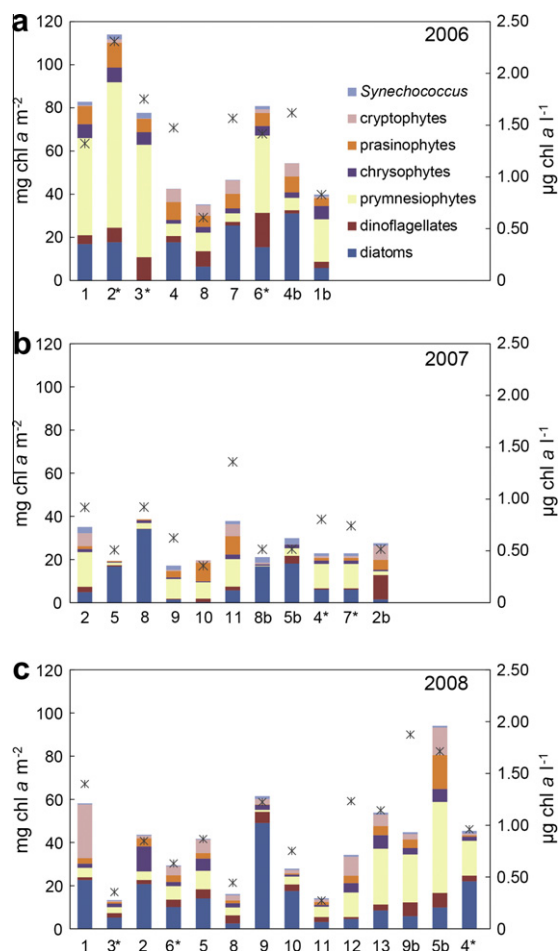 a
2006
120
100
80
60
40
20
0
mg chl a m-2
2.50
2.00
1.50
1.00
0.50
0
µg chl a l-1
Synechococcus
cryptophytes
prasinophytes
chrysophytes
prymnesiophytes
dinoflagellates
diatoms
1 2* 3* 4 8 7 6* 4b 1b
b
2007
120
100
80
60
40
20
0
mg chl a m-2
2.50
2.00
1.50
1.00
0.50
0
µg chl a l-1
2 5 8 9 10 11 8b 5b 4* 7* 2b
c
2008
120
100
80
60
40
20
0
mg chl a m-2
2.50
2.00
1.50
1.00
0.50
0
µg chl a l-1
1 3* 2 6* 5 8 9 10 11 12 13 9b 5b 4*